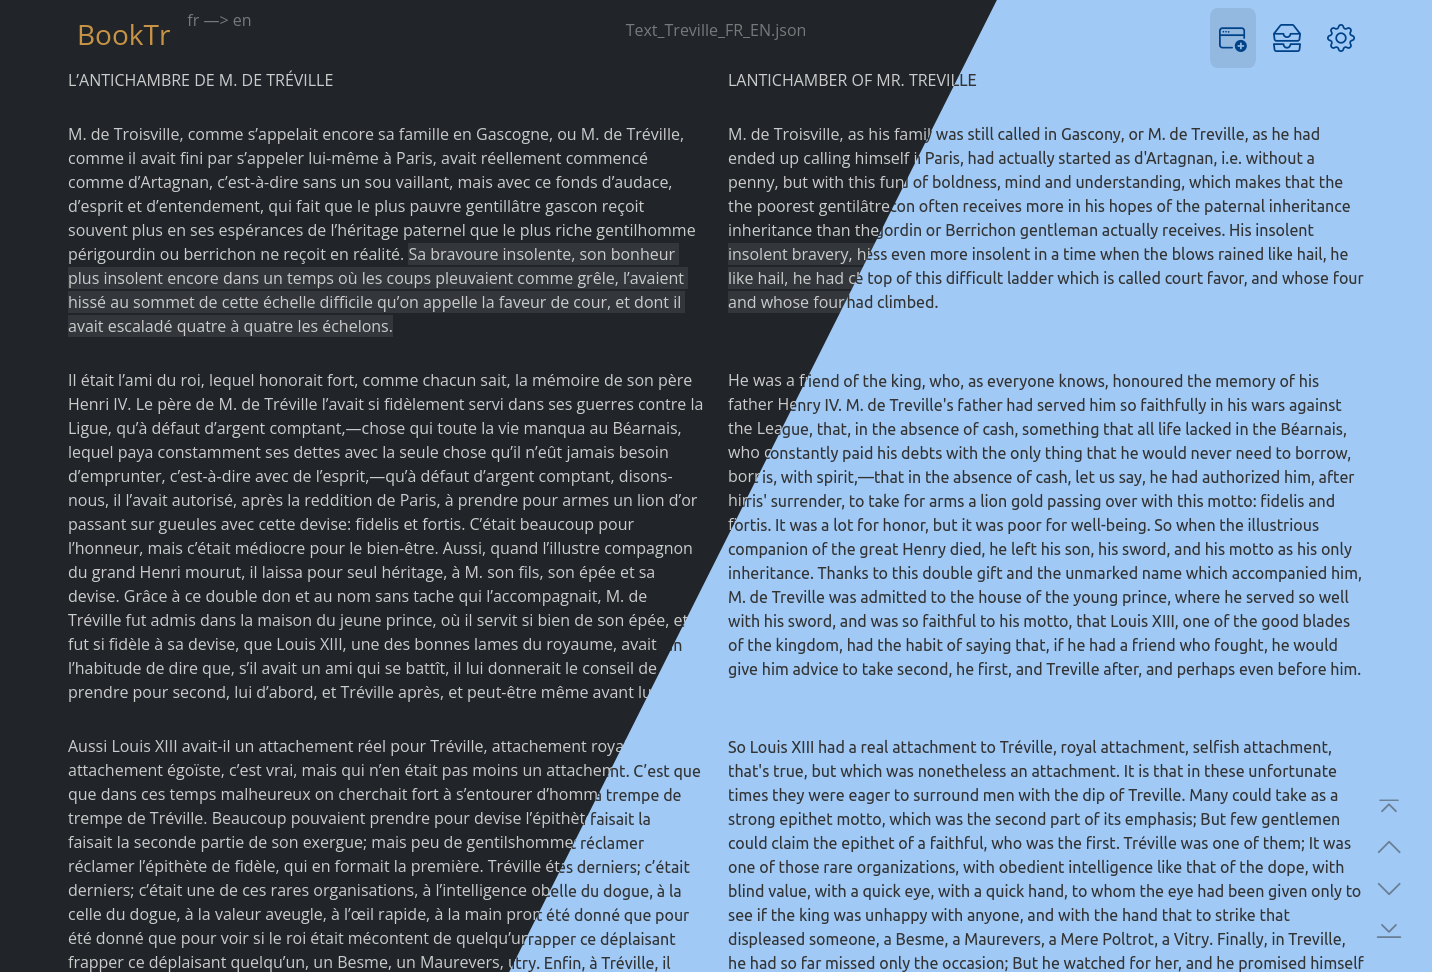 BookTr
fr —> en
Text_Treville_FR_EN.json
L’ANTICHAMBRE DE M. DE TRÉVILLE
M. de Troisville, comme s’appelait encore sa famille en Gascogne, ou M. de Tréville,
comme il avait fini par s’appeler lui-même à Paris, avait réellement commencé
comme d’Artagnan, c’est-à-dire sans un sou vaillant, mais avec ce fonds d’audace,
d’esprit et d’entendement, qui fait que le plus pauvre gentillâtre gascon reçoit
souvent plus en ses espérances de l’héritage paternel que le plus riche gentilhomme
périgourdin ou berrichon ne reçoit en réalité. Sa bravoure insolente, son bonheur
plus insolent encore dans un temps où les coups pleuvaient comme grêle, l’avaient
hissé au sommet de cette échelle difficile qu’on appelle la faveur de cour, et dont il
avait escaladé quatre à quatre les échelons.
Il était l’ami du roi, lequel honorait fort, comme chacun sait, la mémoire de son père
Henri IV. Le père de M. de Tréville l’avait si fidèlement servi dans ses guerres contre la
Ligue, qu’à défaut d’argent comptant,—chose qui toute la vie manqua au Béarnais,
lequel paya constamment ses dettes avec la seule chose qu’il n’eût jamais besoin
d’emprunter, c’est-à-dire avec de l’esprit,—qu’à défaut d’argent comptant, disons-
nous, il l’avait autorisé, après la reddition de Paris, à prendre pour armes un lion d’or
passant sur gueules avec cette devise: fidelis et fortis. C’était beaucoup pour
l’honneur, mais c’était médiocre pour le bien-être. Aussi, quand l’illustre compagnon
du grand Henri mourut, il laissa pour seul héritage, à M. son fils, son épée et sa
devise. Grâce à ce double don et au nom sans tache qui l’accompagnait, M. de
Tréville fut admis dans la maison du jeune prince, où il servit si bien de son épée, et
fut si fidèle à sa devise, que Louis XIII, une des bonnes lames du royaume, avait
l’habitude de dire que, s’il avait un ami qui se battît, il lui donnerait le conseil de
prendre pour second, lui d’abord, et Tréville après, et peut-être même avant lu
Aussi Louis XIII avait-il un attachement réel pour Tréville, attachement roya
attachement égoïste, c’est vrai, mais qui n’en était pas moins un attachement. C’est que
que dans ces temps malheureux on cherchait fort à s’entourer d’homm trempe de
trempe de Tréville. Beaucoup pouvaient prendre pour devise l’épithèt faisait la
faisait la seconde partie de son exergue; mais peu de gentilshomme réclamer
réclamer l’épithète de fidèle, qui en formait la première. Tréville étes derniers; c’était
derniers; c’était une de ces rares organisations, à l’intelligence obelle du dogue, à la
celle du dogue, à la valeur aveugle, à l’œil rapide, à la main pron été donné que pour
été donné que pour voir si le roi était mécontent de quelqu’urrapper ce déplaisant
frapper ce déplaisant quelqu’un, un Besme, un Maurevers, itry. Enfin, à Tréville, il
LANTICHAMBER OF MR. TREVILLE
M. de Troisville, as his family was still called in Gascony, or M. de Treville, as he had
ended up calling himself in Paris, had actually started as d'Artagnan, i.e. without a
penny, but with this fund of boldness, mind and understanding, which makes that the
the poorest gentilâtre con often receives more in his hopes of the paternal inheritance
inheritance than the jordin or Berrichon gentleman actually receives. His insolent
insolent bravery, hess even more insolent in a time when the blows rained like hail, he
like hail, he had ce top of this difficult ladder which is called court favor, and whose four
and whose four had climbed.
He was a friend of the king, who, as everyone knows, honoured the memory of his
father Henry IV. M. de Treville's father had served him so faithfully in his wars against
the League, that, in the absence of cash, something that all life lacked in the Béarnais,
who constantly paid his debts with the only thing that he would never need to borrow,
borr is, with spirit,—that in the absence of cash, let us say, he had authorized him, after
hirris' surrender, to take for arms a lion gold passing over with this motto: fidelis and
fortis. It was a lot for honor, but it was poor for well-being. So when the illustrious
companion of the great Henry died, he left his son, his sword, and his motto as his only
inheritance. Thanks to this double gift and the unmarked name which accompanied him,
M. de Treville was admitted to the house of the young prince, where he served so well
with his sword, and was so faithful to his motto, that Louis XIII, one of the good blades
of the kingdom, had the habit of saying that, if he had a friend who fought, he would
give him advice to take second, he first, and Treville after, and perhaps even before him.
So Louis XIII had a real attachment to Tréville, royal attachment, selfish attachment,
that's true, but which was nonetheless an attachment. It is that in these unfortunate
times they were eager to surround men with the dip of Treville. Many could take as a
strong epithet motto, which was the second part of its emphasis; But few gentlemen
could claim the epithet of a faithful, who was the first. Tréville was one of them; It was
one of those rare organizations, with obedient intelligence like that of the dope, with
blind value, with a quick eye, with a quick hand, to whom the eye had been given only to
see if the king was unhappy with anyone, and with the hand that to strike that
displeased someone, a Besme, a Maurevers, a Mere Poltrot, a Vitry. Finally, in Treville,
he had so far missed only the occasion; But he watched for her, and he promised himself